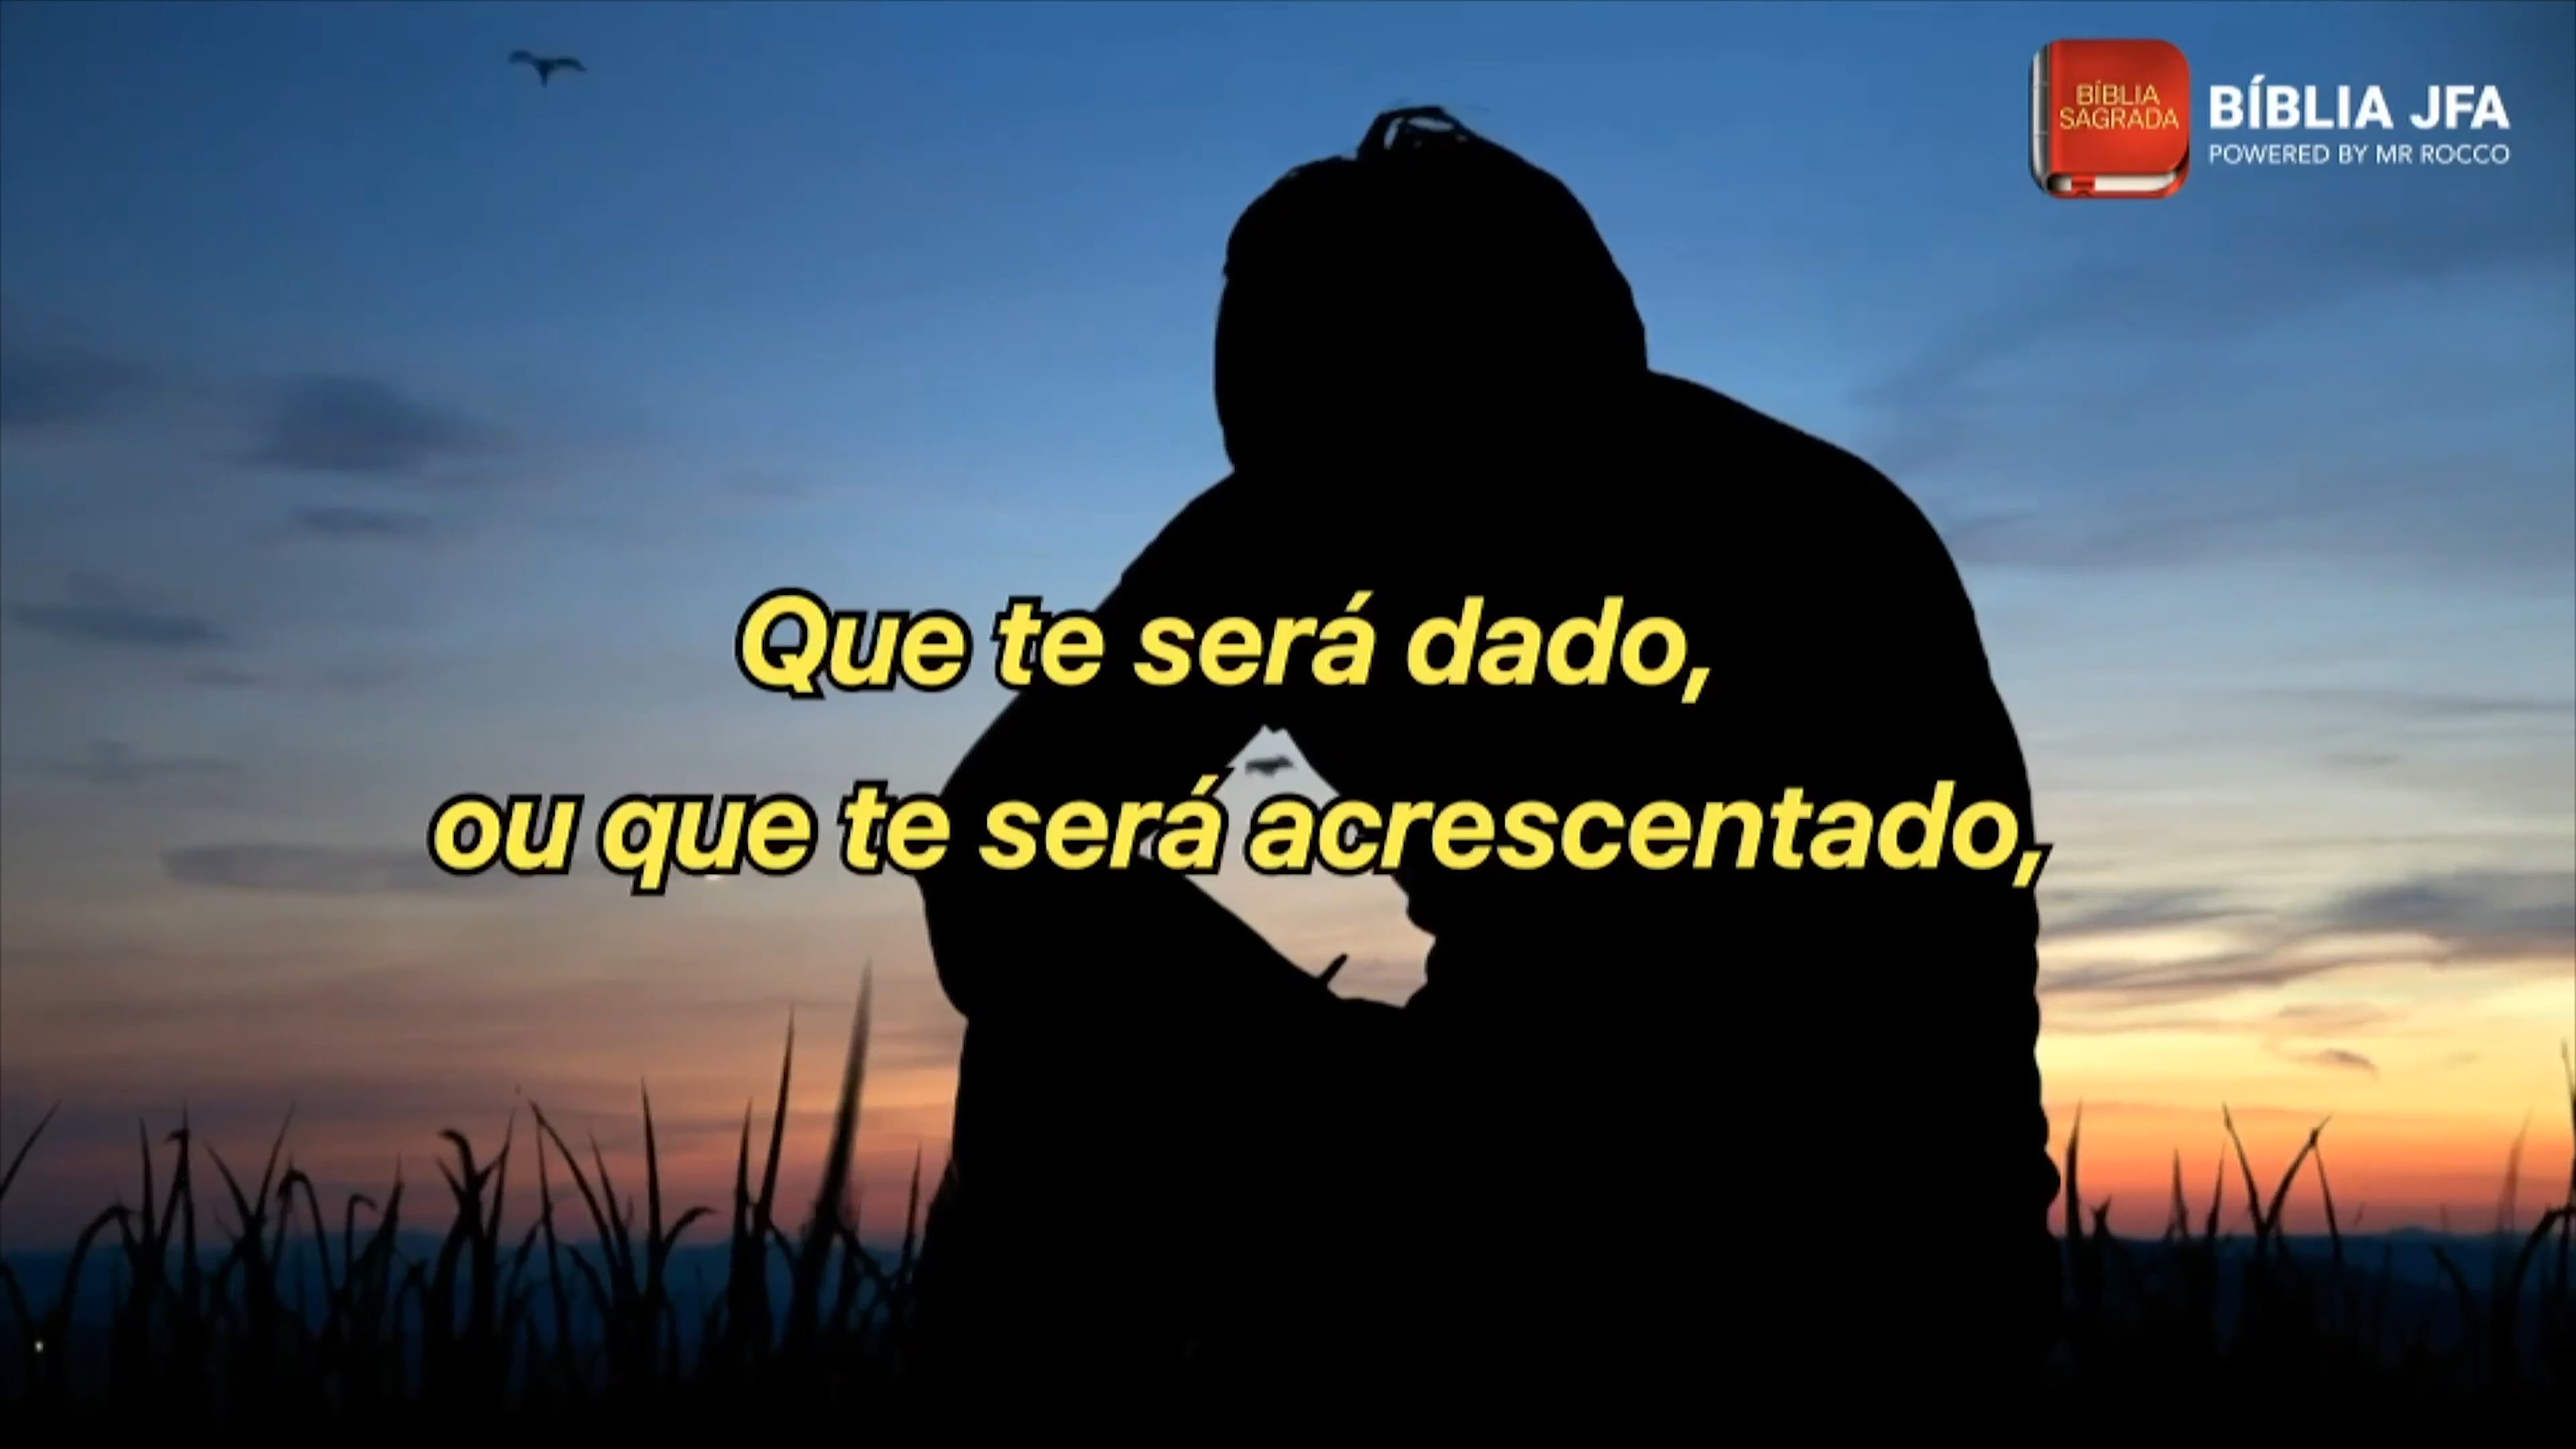 BÍBLIA
SAGRADA
BÍBLIA JFA
POWERED BY MR ROCCO
Que te será dado,
ou que te será acrescentado,